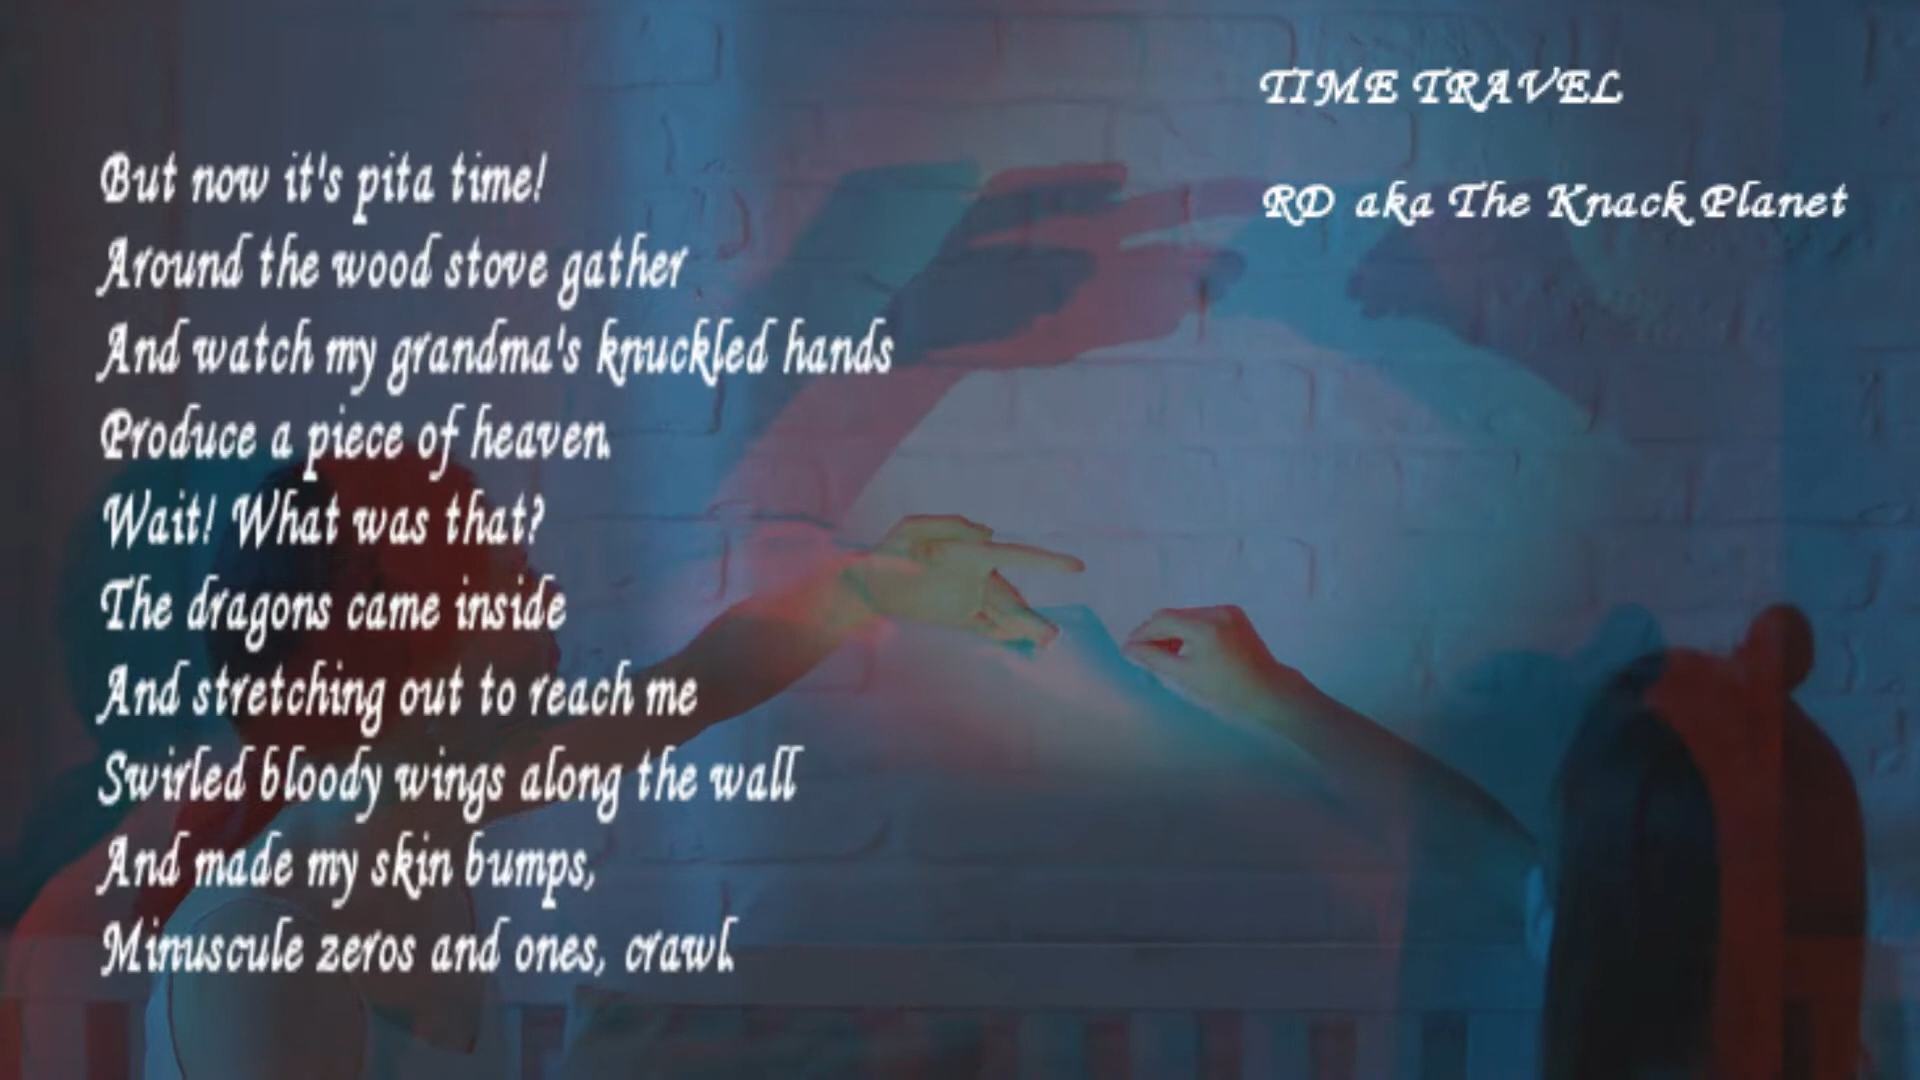 TIME TRAVEL
RD aka The Knack Planet
But now it's pita time!
Around the wood stove gather
And watch my grandma's knuckled hands
Produce a piece of heaven.
Wait! What was that?
The dragons came inside
And stretching out to reach me
Swirled bloody wings along the wall
And made my skin bumps,
Minuscule zeros and ones, crawl.